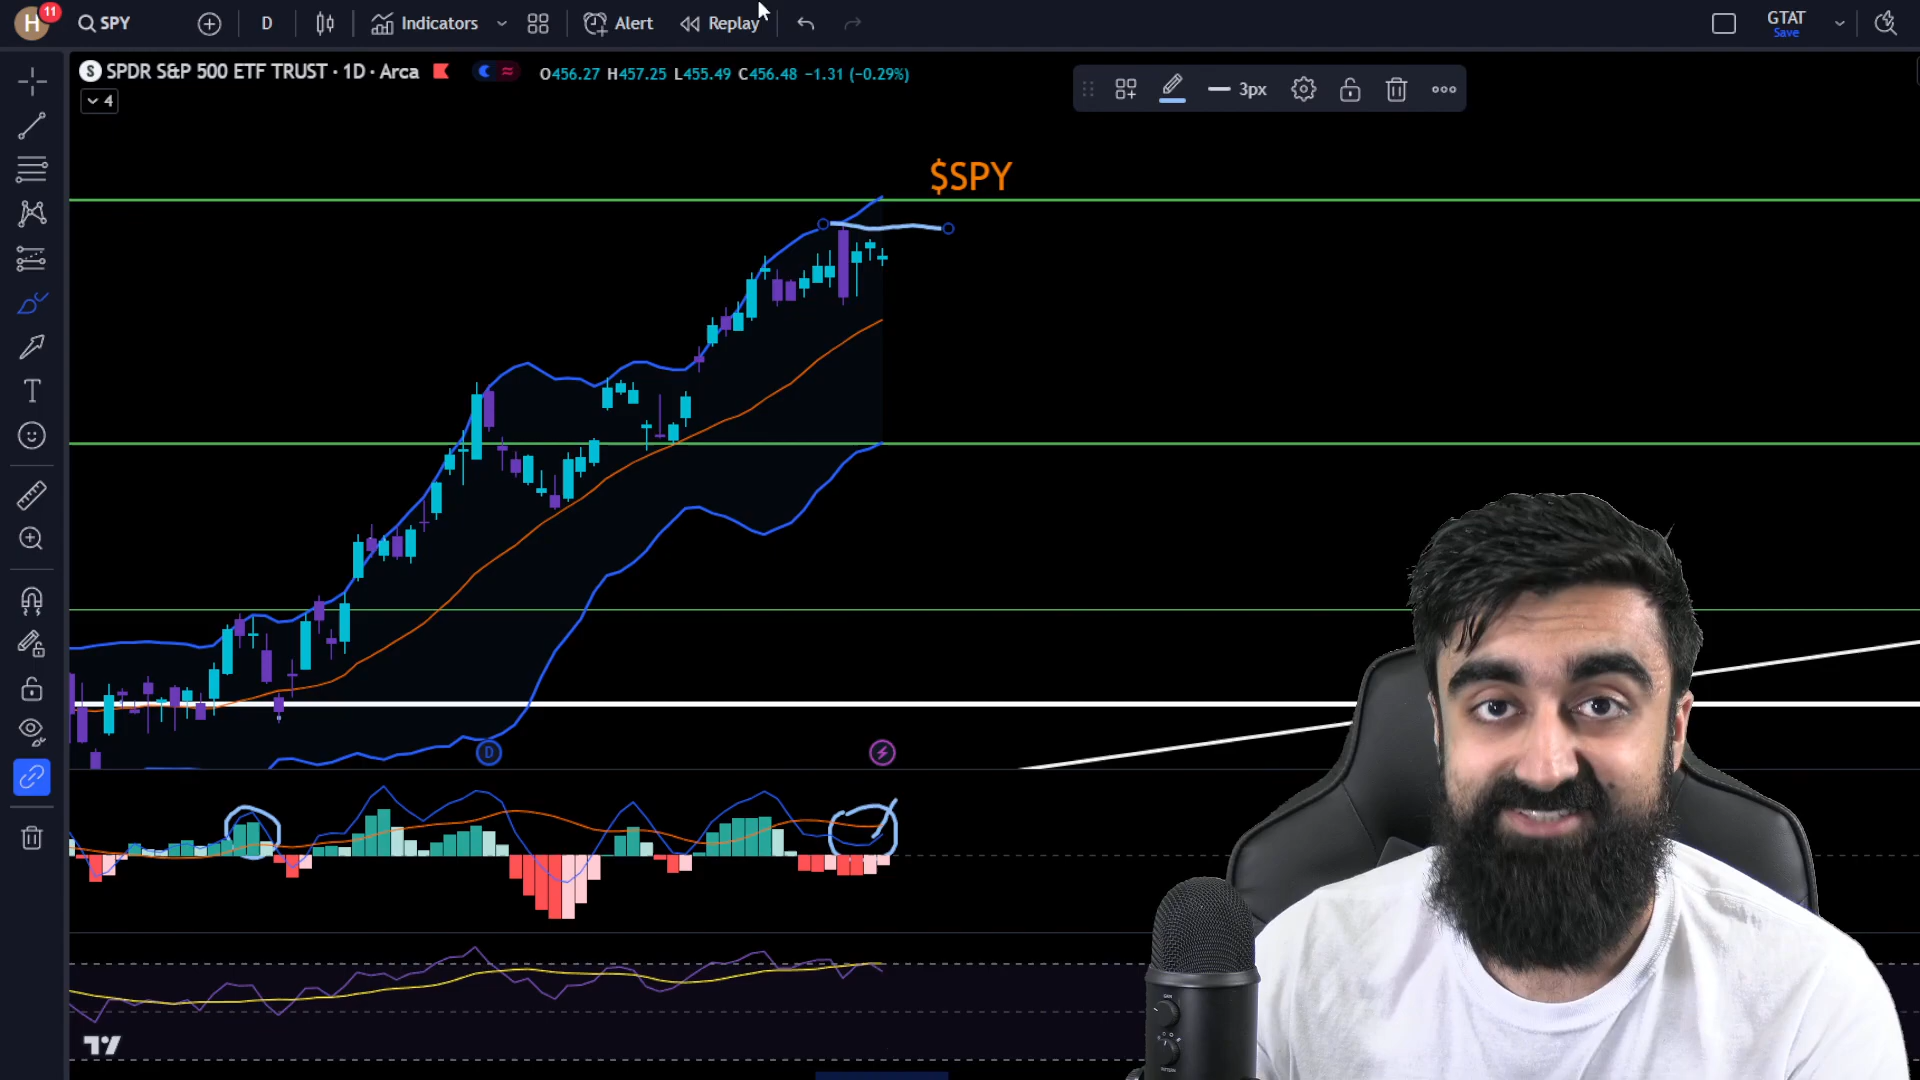 H
11
SPY
D
Indicators
Alert
Replay
GTAT
Save
S SPDR S&P 500 ETF TRUST · 1D · Arca
O456.27 H457.25 L455.49 C456.48 −1.31 (−0.29%)
4
3px
$SPY
T
D